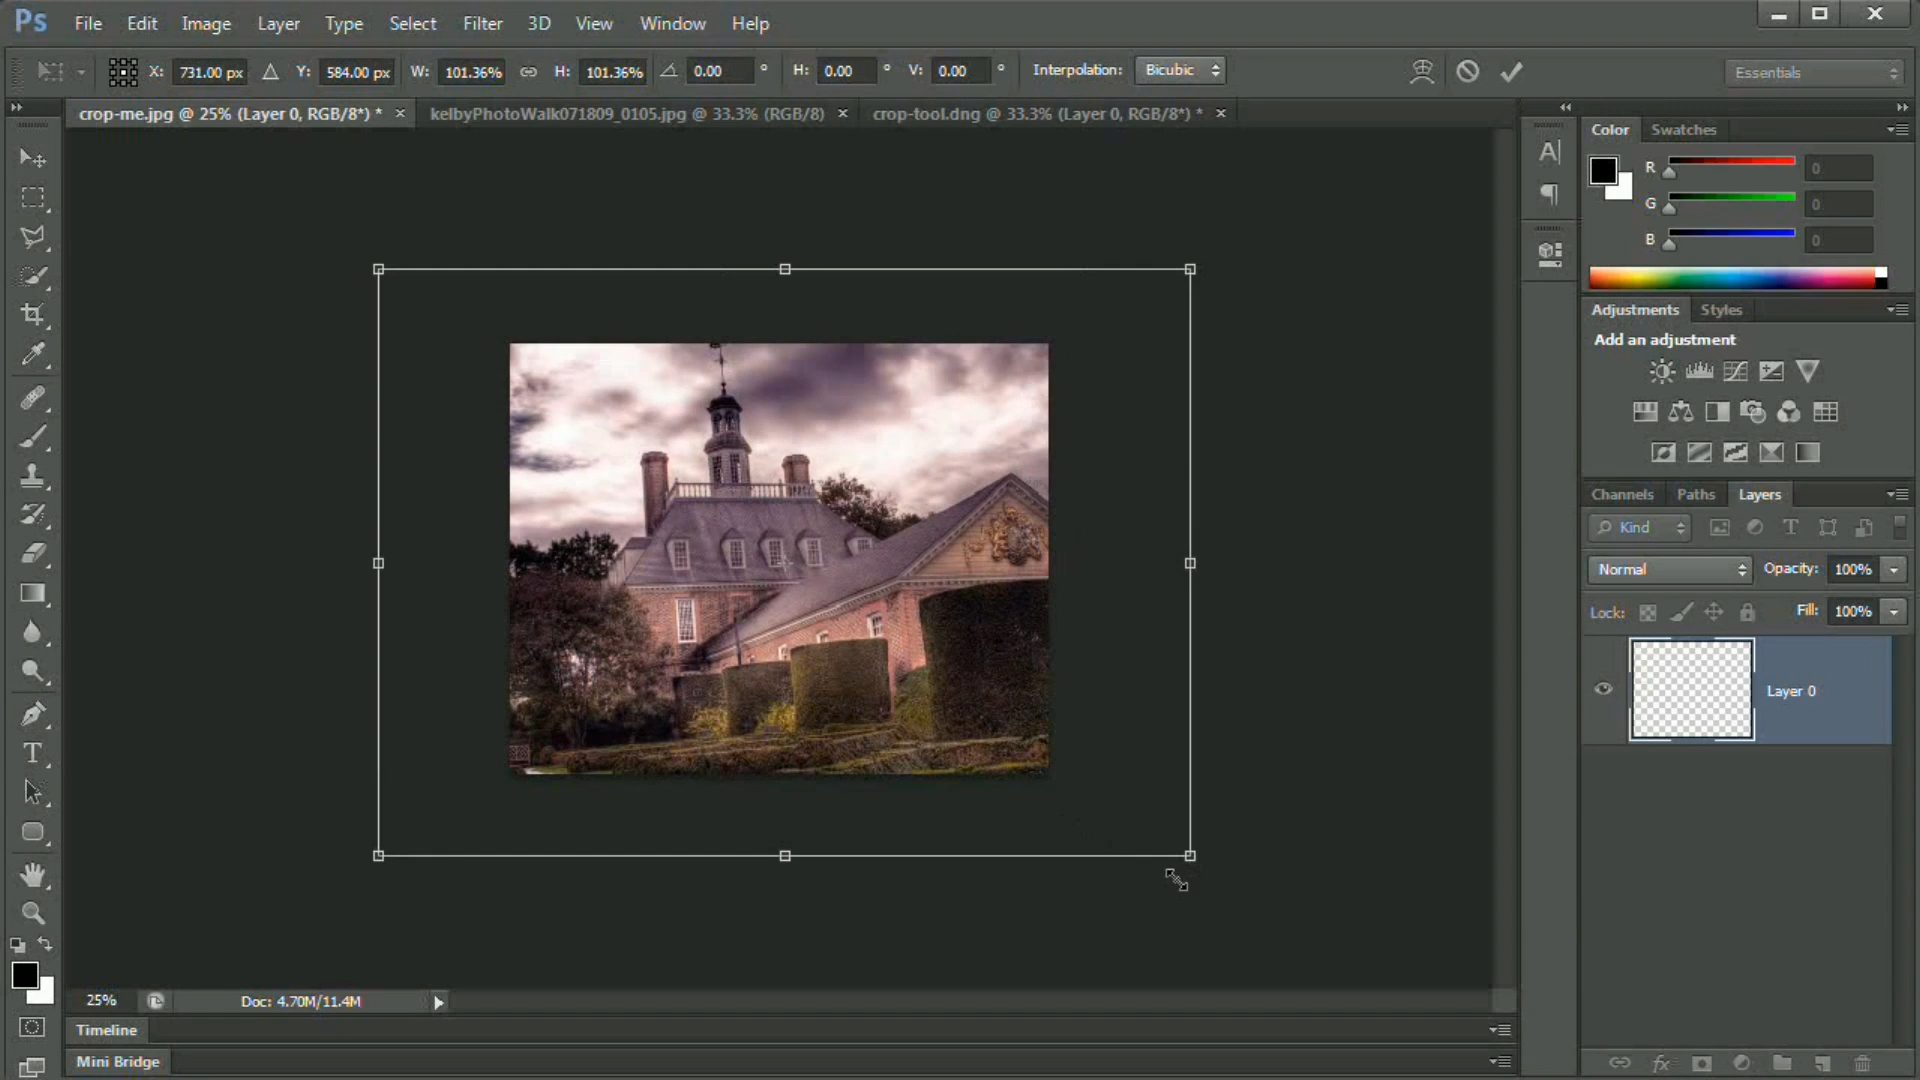 Ps File Edit Image Layer Type Select Filter 3D View Window Help
X: 731.00 px Y: 584.00 px W: 101.36% H: 101.36% 0.00 ° H: 0.00 ° V: 0.00 ° Interpolation: Bicubic Essentials
crop-me.jpg @ 25% (Layer 0, RGB/8*) * × kelbyPhotoWalk071809_0105.jpg @ 33.3% (RGB/8) × crop-tool.dng @ 33.3% (Layer 0, RGB/8*) * ×
Color Swatches
R 0
G 0
B 0
Adjustments Styles
Add an adjustment
Channels Paths Layers
Kind
Normal Opacity: 100%
Lock: Fill: 100%
Layer 0
25% Doc: 4.70M/11.4M
Timeline
Mini Bridge